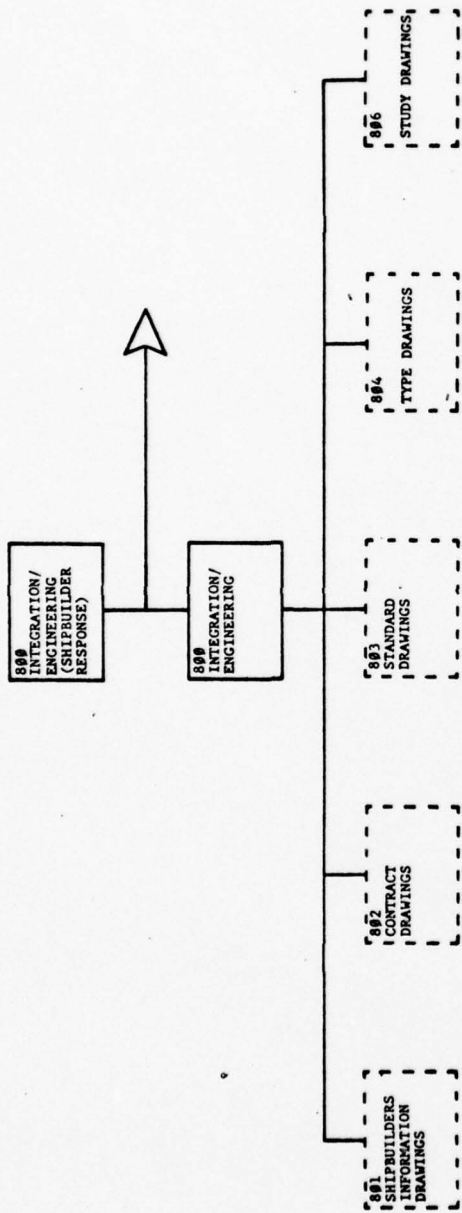 800
INTEGRATION/
ENGINEERING
(SHIPBUILDER
RESPONSE)
800
INTEGRATION/
ENGINEERING
801
SHIPBUILDERS
INFORMATION
DRAWINGS
802
CONTRACT
DRAWINGS
803
STANDARD
DRAWINGS
804
TYPE DRAWINGS
806
STUDY DRAWINGS